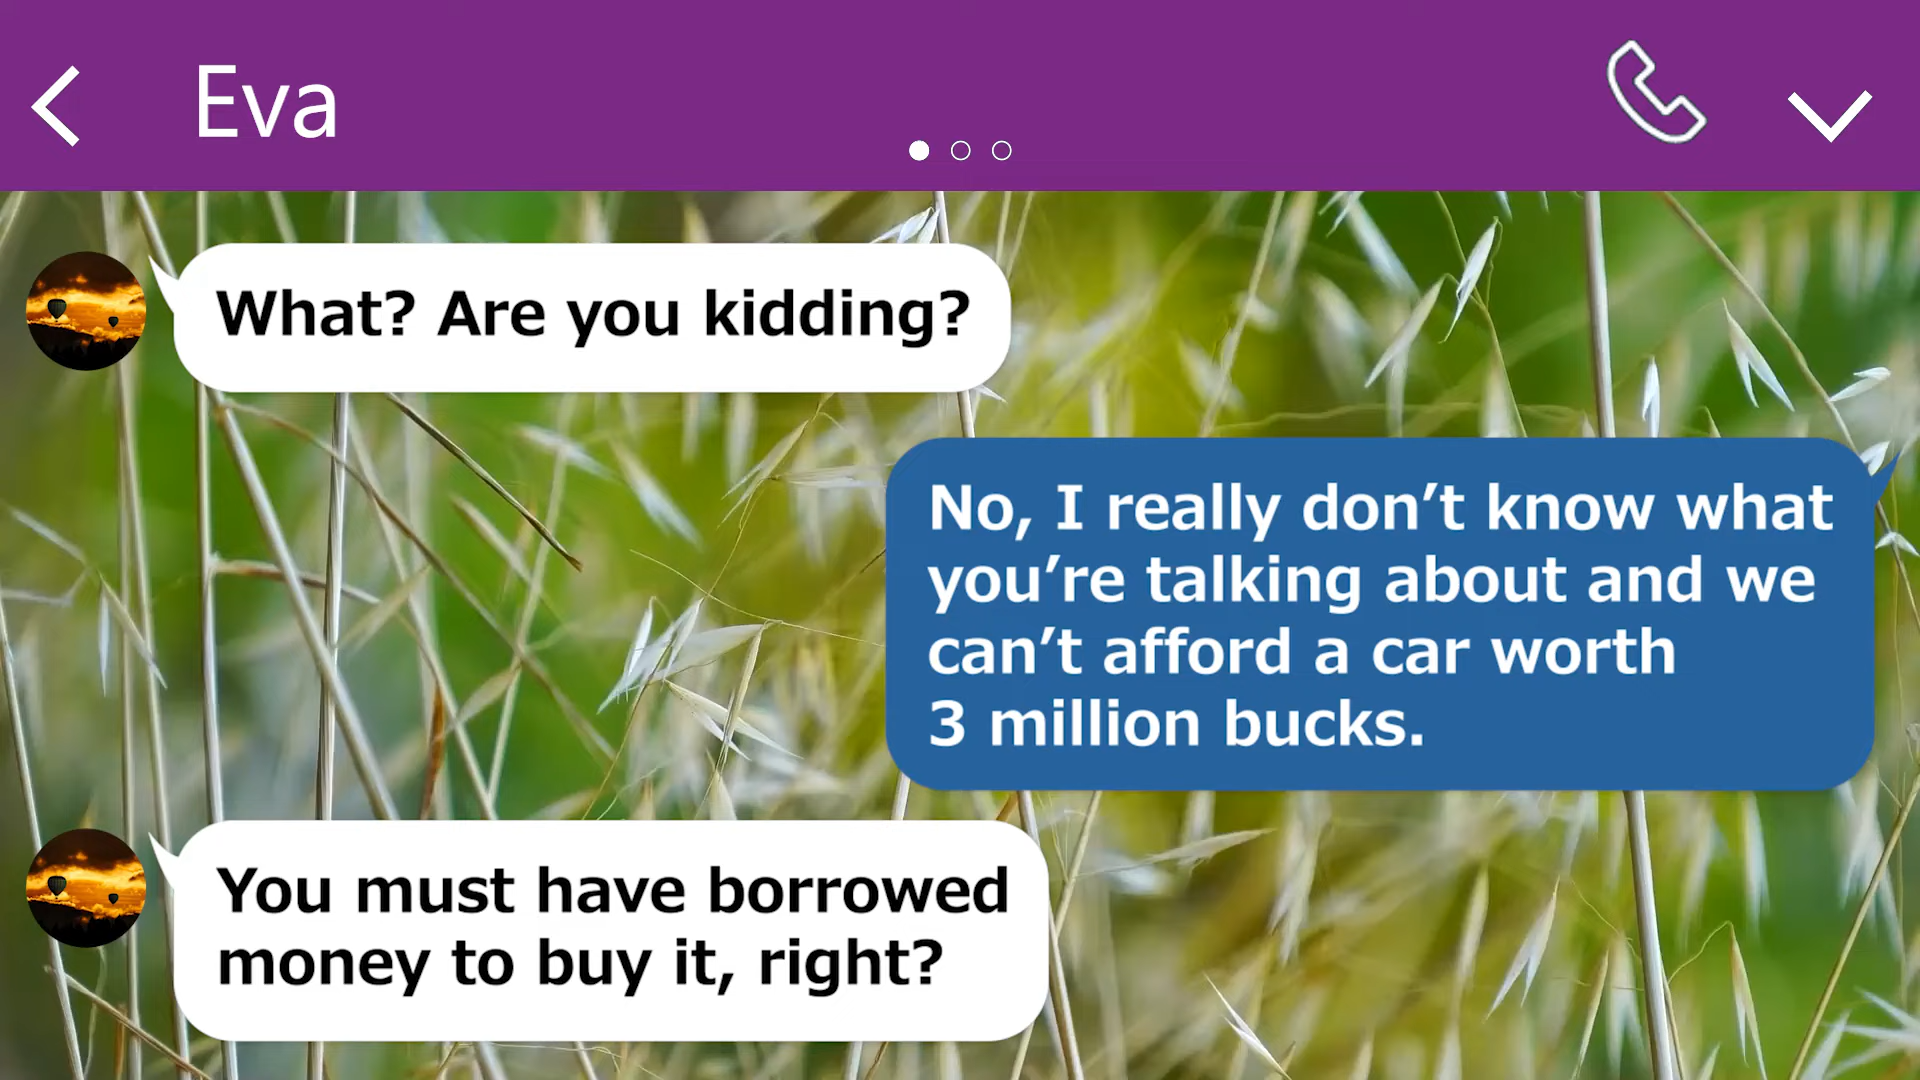 Eva
What? Are you kidding?
No, I really don’t know what
you’re talking about and we
can’t afford a car worth
3 million bucks.
You must have borrowed
money to buy it, right?